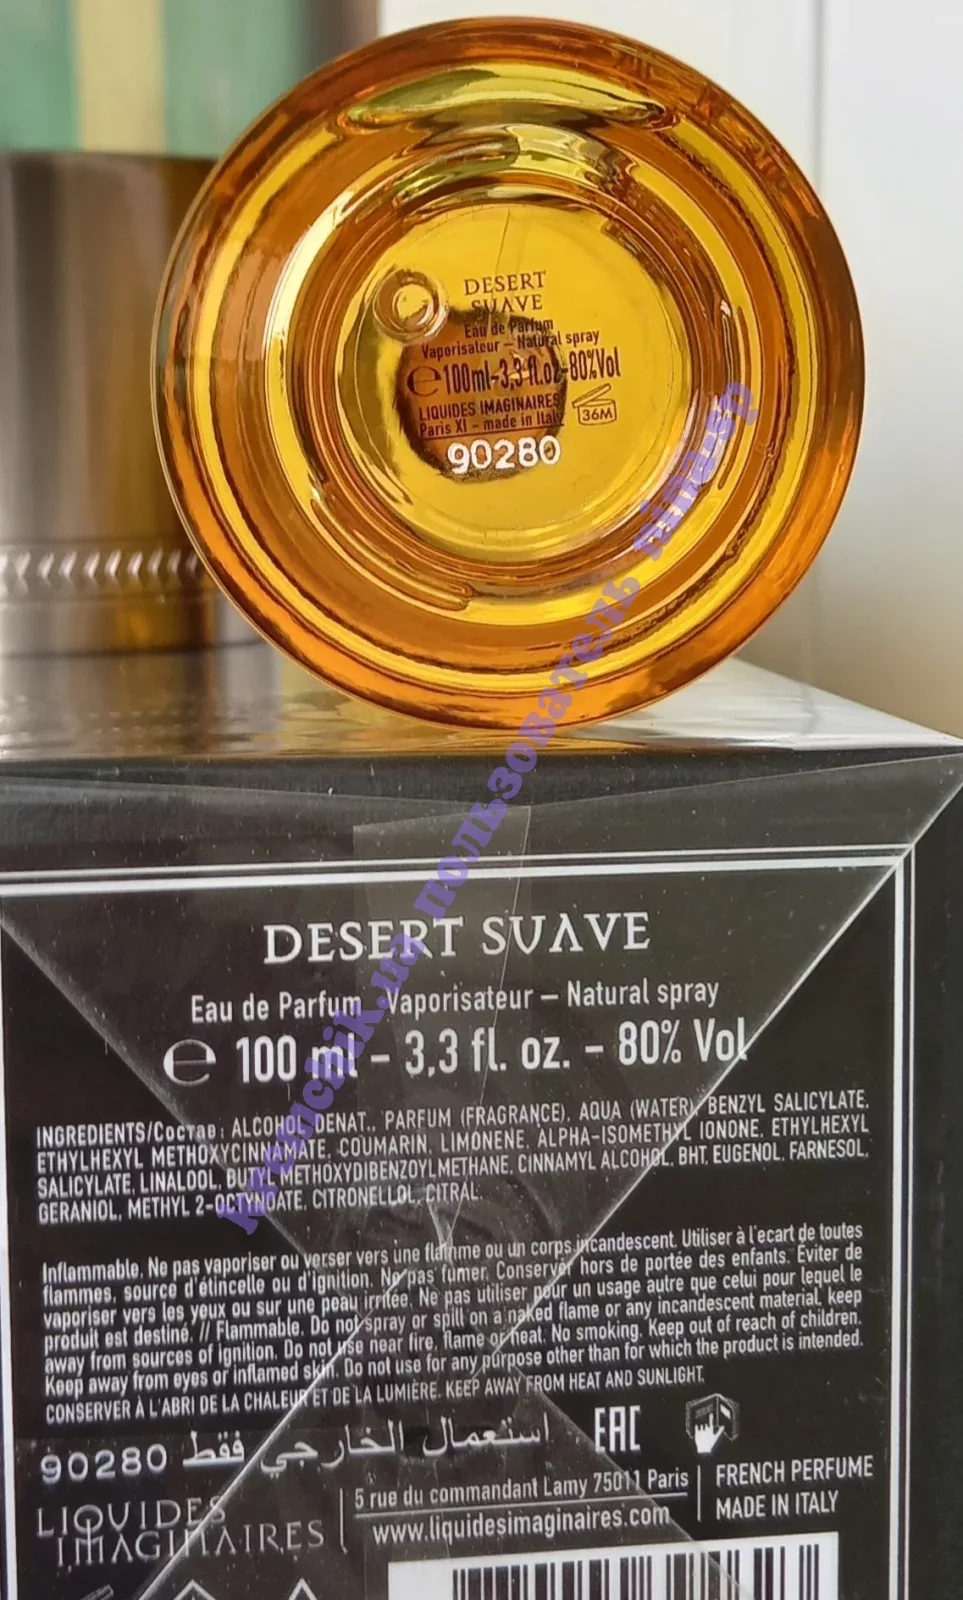 DESERT
SUAVE
Eau de Parfum
Vaporisateur – Natural spray
℮100ml-3,3 fl.oz-80%Vol
LIQUIDES IMAGINAIRES
Paris XI - made in Italy
36M
90280
kremchik.ua пользователь ninaesp
DESERT SUAVE
Eau de Parfum Vaporisateur – Natural spray
℮ 100 ml - 3,3 fl. oz. - 80% Vol
INGREDIENTS/Состав: ALCOHOL DENAT., PARFUM (FRAGRANCE), AQUA (WATER), BENZYL SALICYLATE,
ETHYLHEXYL METHOXYCINNAMATE, COUMARIN, LIMONENE, ALPHA-ISOMETHYL IONONE, ETHYLHEXYL
SALICYLATE, LINALOOL, BUTYL METHOXYDIBENZOYLMETHANE, CINNAMYL ALCOHOL, BHT, EUGENOL, FARNESOL,
GERANIOL, METHYL 2-OCTYNOATE, CITRONELLOL, CITRAL.
Inflammable. Ne pas vaporiser ou verser vers une flamme ou un corps incandescent. Utiliser à l'ecart de toutes
flammes, source d'étincelle ou d'ignition. Ne pas fumer. Conserver hors de portée des enfants. Éviter de
vaporiser vers les yeux ou sur une peau irritée. Ne pas utiliser pour un usage autre que celui pour lequel le
produit est destiné. // Flammable. Do not spray or spill on a naked flame or any incandescent material, keep
away from sources of ignition. Do not use near fire, flame or heat. No smoking. Keep out of reach of children.
Keep away from eyes or inflamed skin. Do not use for any purpose other than for which the product is intended.
CONSERVER À L'ABRI DE LA CHALEUR ET DE LA LUMIÈRE. KEEP AWAY FROM HEAT AND SUNLIGHT.
90280 استعمال الخارجي فقط EAC
LIQUIDES
IMAGINAIRES
5 rue du commandant Lamy 75011 Paris
www.liquidesimaginaires.com
FRENCH PERFUME
MADE IN ITALY